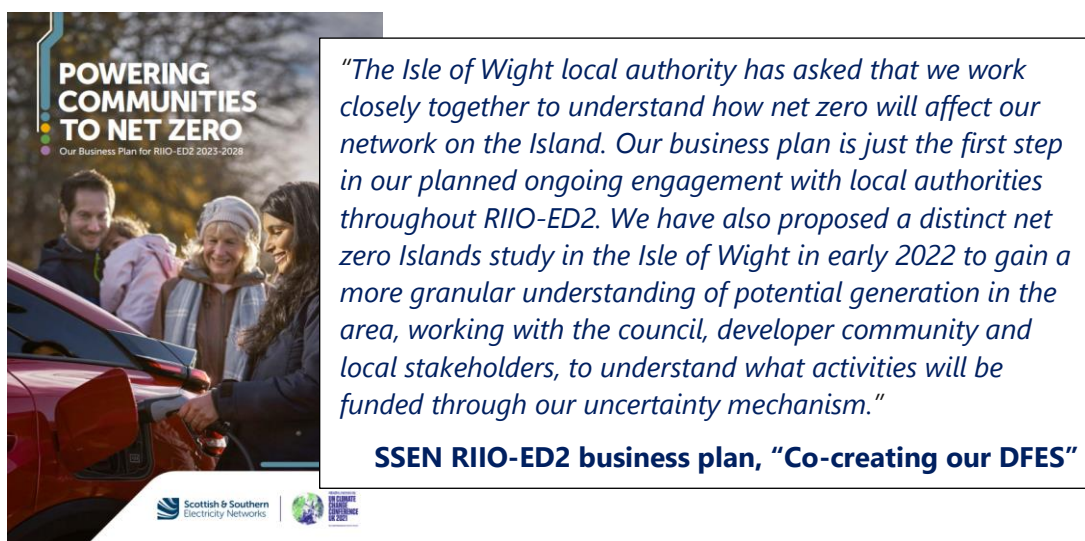 POWERING
COMMUNITIES
TO NET ZERO
Our Business Plan for RIIO-ED2 2023-2028
“The Isle of Wight local authority has asked that we work
closely together to understand how net zero will affect our
network on the Island. Our business plan is just the first step
in our planned ongoing engagement with local authorities
throughout RIIO-ED2. We have also proposed a distinct net
zero Islands study in the Isle of Wight in early 2022 to gain a
more granular understanding of potential generation in the
area, working with the council, developer community and
local stakeholders, to understand what activities will be
funded through our uncertainty mechanism.”
SSEN RIIO-ED2 business plan, “Co-creating our DFES”
Scottish & Southern
Electricity Networks
UN CLIMATE
CHANGE
CONFERENCE
UK 2021